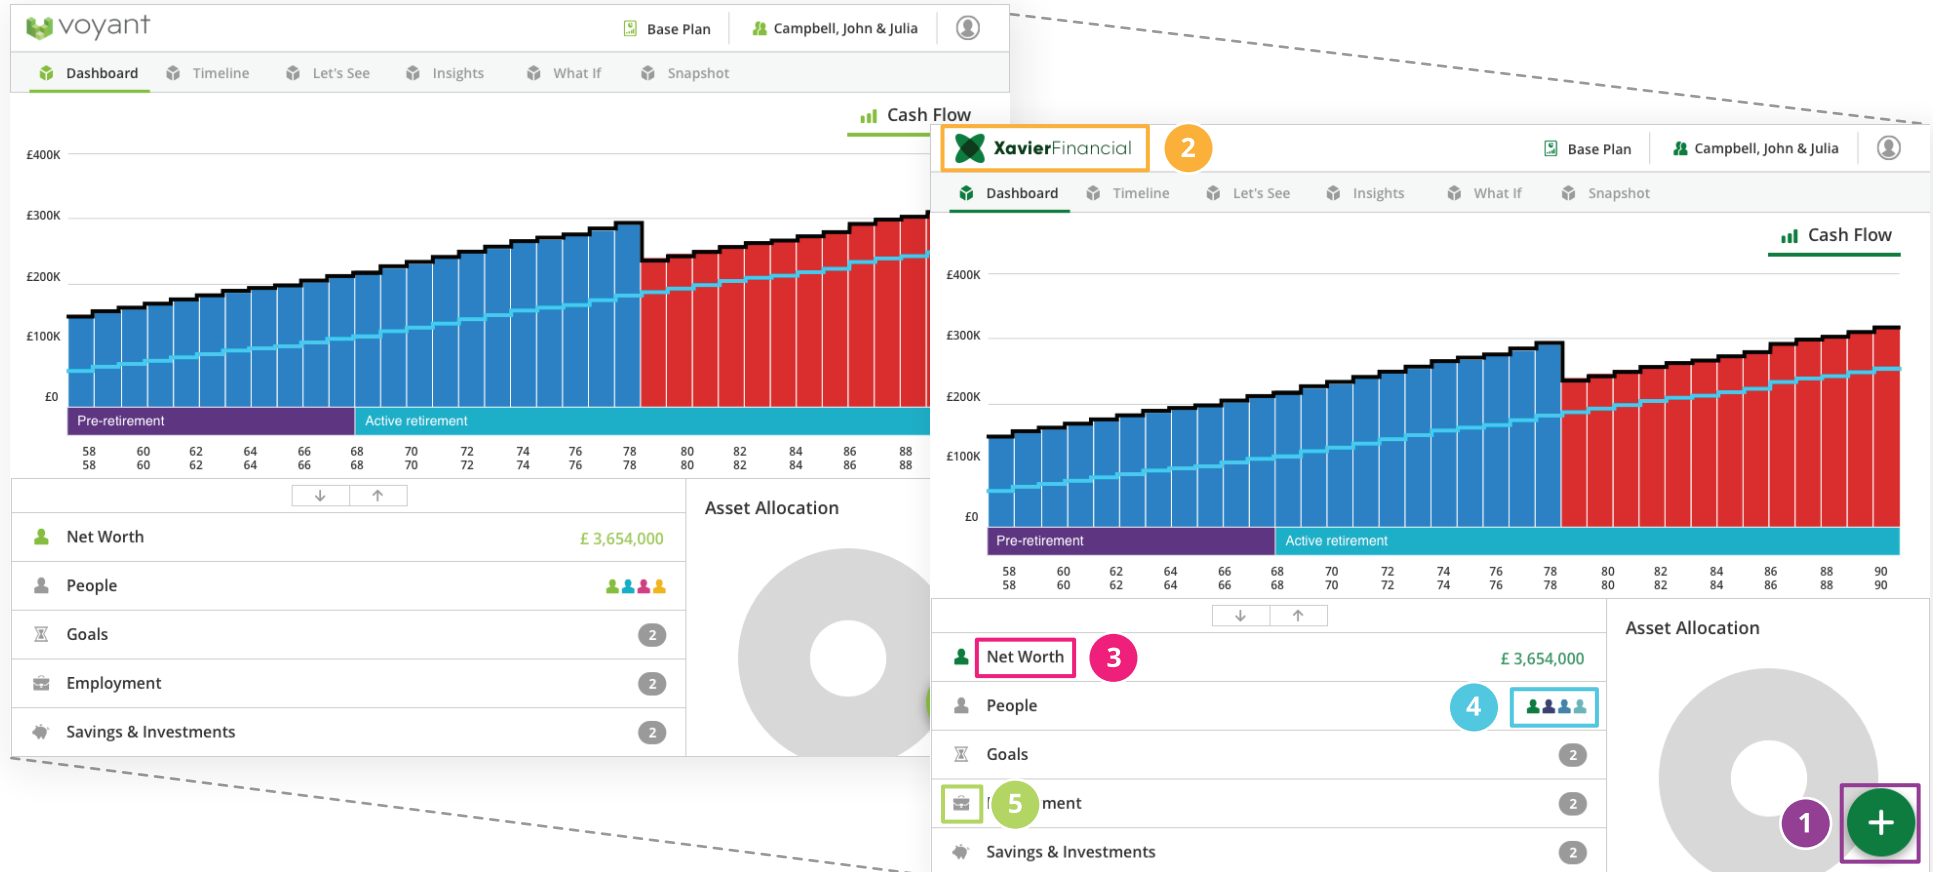 voyant
Base Plan
Campbell, John & Julia
Dashboard
Timeline
Let's See
Insights
What If
Snapshot
Cash Flow
£400K
£300K
£200K
£100K
£0
Pre-retirement
Active retirement
58 60 62 64 66 68 70 72 74 76 78 80 82 84 86 88
58 60 62 64 66 68 70 72 74 76 78 80 82 84 86 88
Net Worth
£ 3,654,000
People
Goals
2
Employment
2
Savings & Investments
2
Asset Allocation
XavierFinancial
2
Base Plan
Campbell, John & Julia
Dashboard
Timeline
Let's See
Insights
What If
Snapshot
Cash Flow
£400K
£300K
£200K
£100K
£0
Pre-retirement
Active retirement
58 60 62 64 66 68 70 72 74 76 78 80 82 84 86 88 90
58 60 62 64 66 68 70 72 74 76 78 80 82 84 86 88 90
Net Worth
3
£ 3,654,000
People
4
Goals
2
5
ment
2
Savings & Investments
2
Asset Allocation
1
+